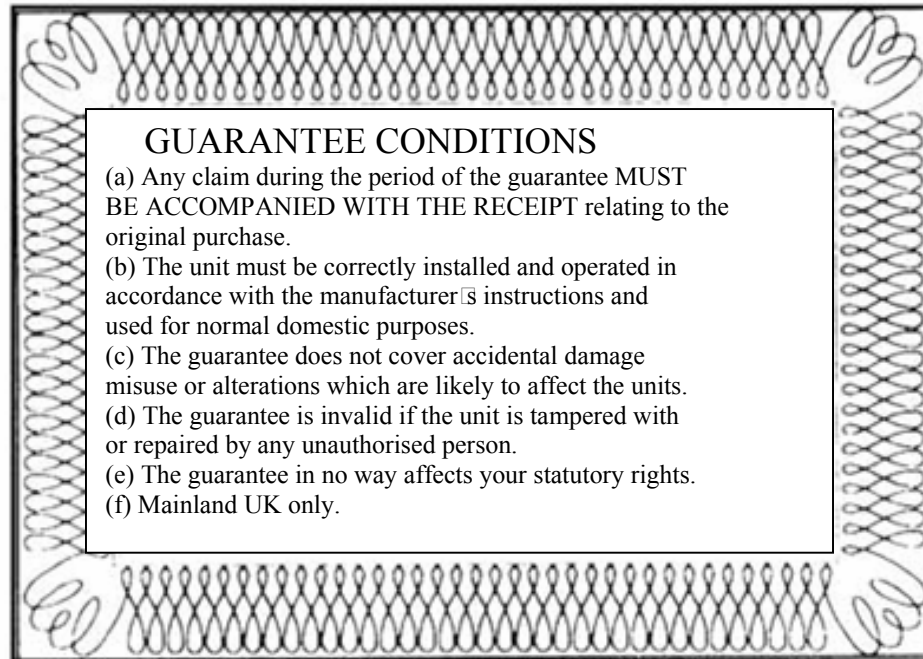 GUARANTEE CONDITIONS
(a) Any claim during the period of the guarantee MUST
BE ACCOMPANIED WITH THE RECEIPT relating to the
original purchase.
(b) The unit must be correctly installed and operated in
accordance with the manufacturer□s instructions and
used for normal domestic purposes.
(c) The guarantee does not cover accidental damage
misuse or alterations which are likely to affect the units.
(d) The guarantee is invalid if the unit is tampered with
or repaired by any unauthorised person.
(e) The guarantee in no way affects your statutory rights.
(f) Mainland UK only.